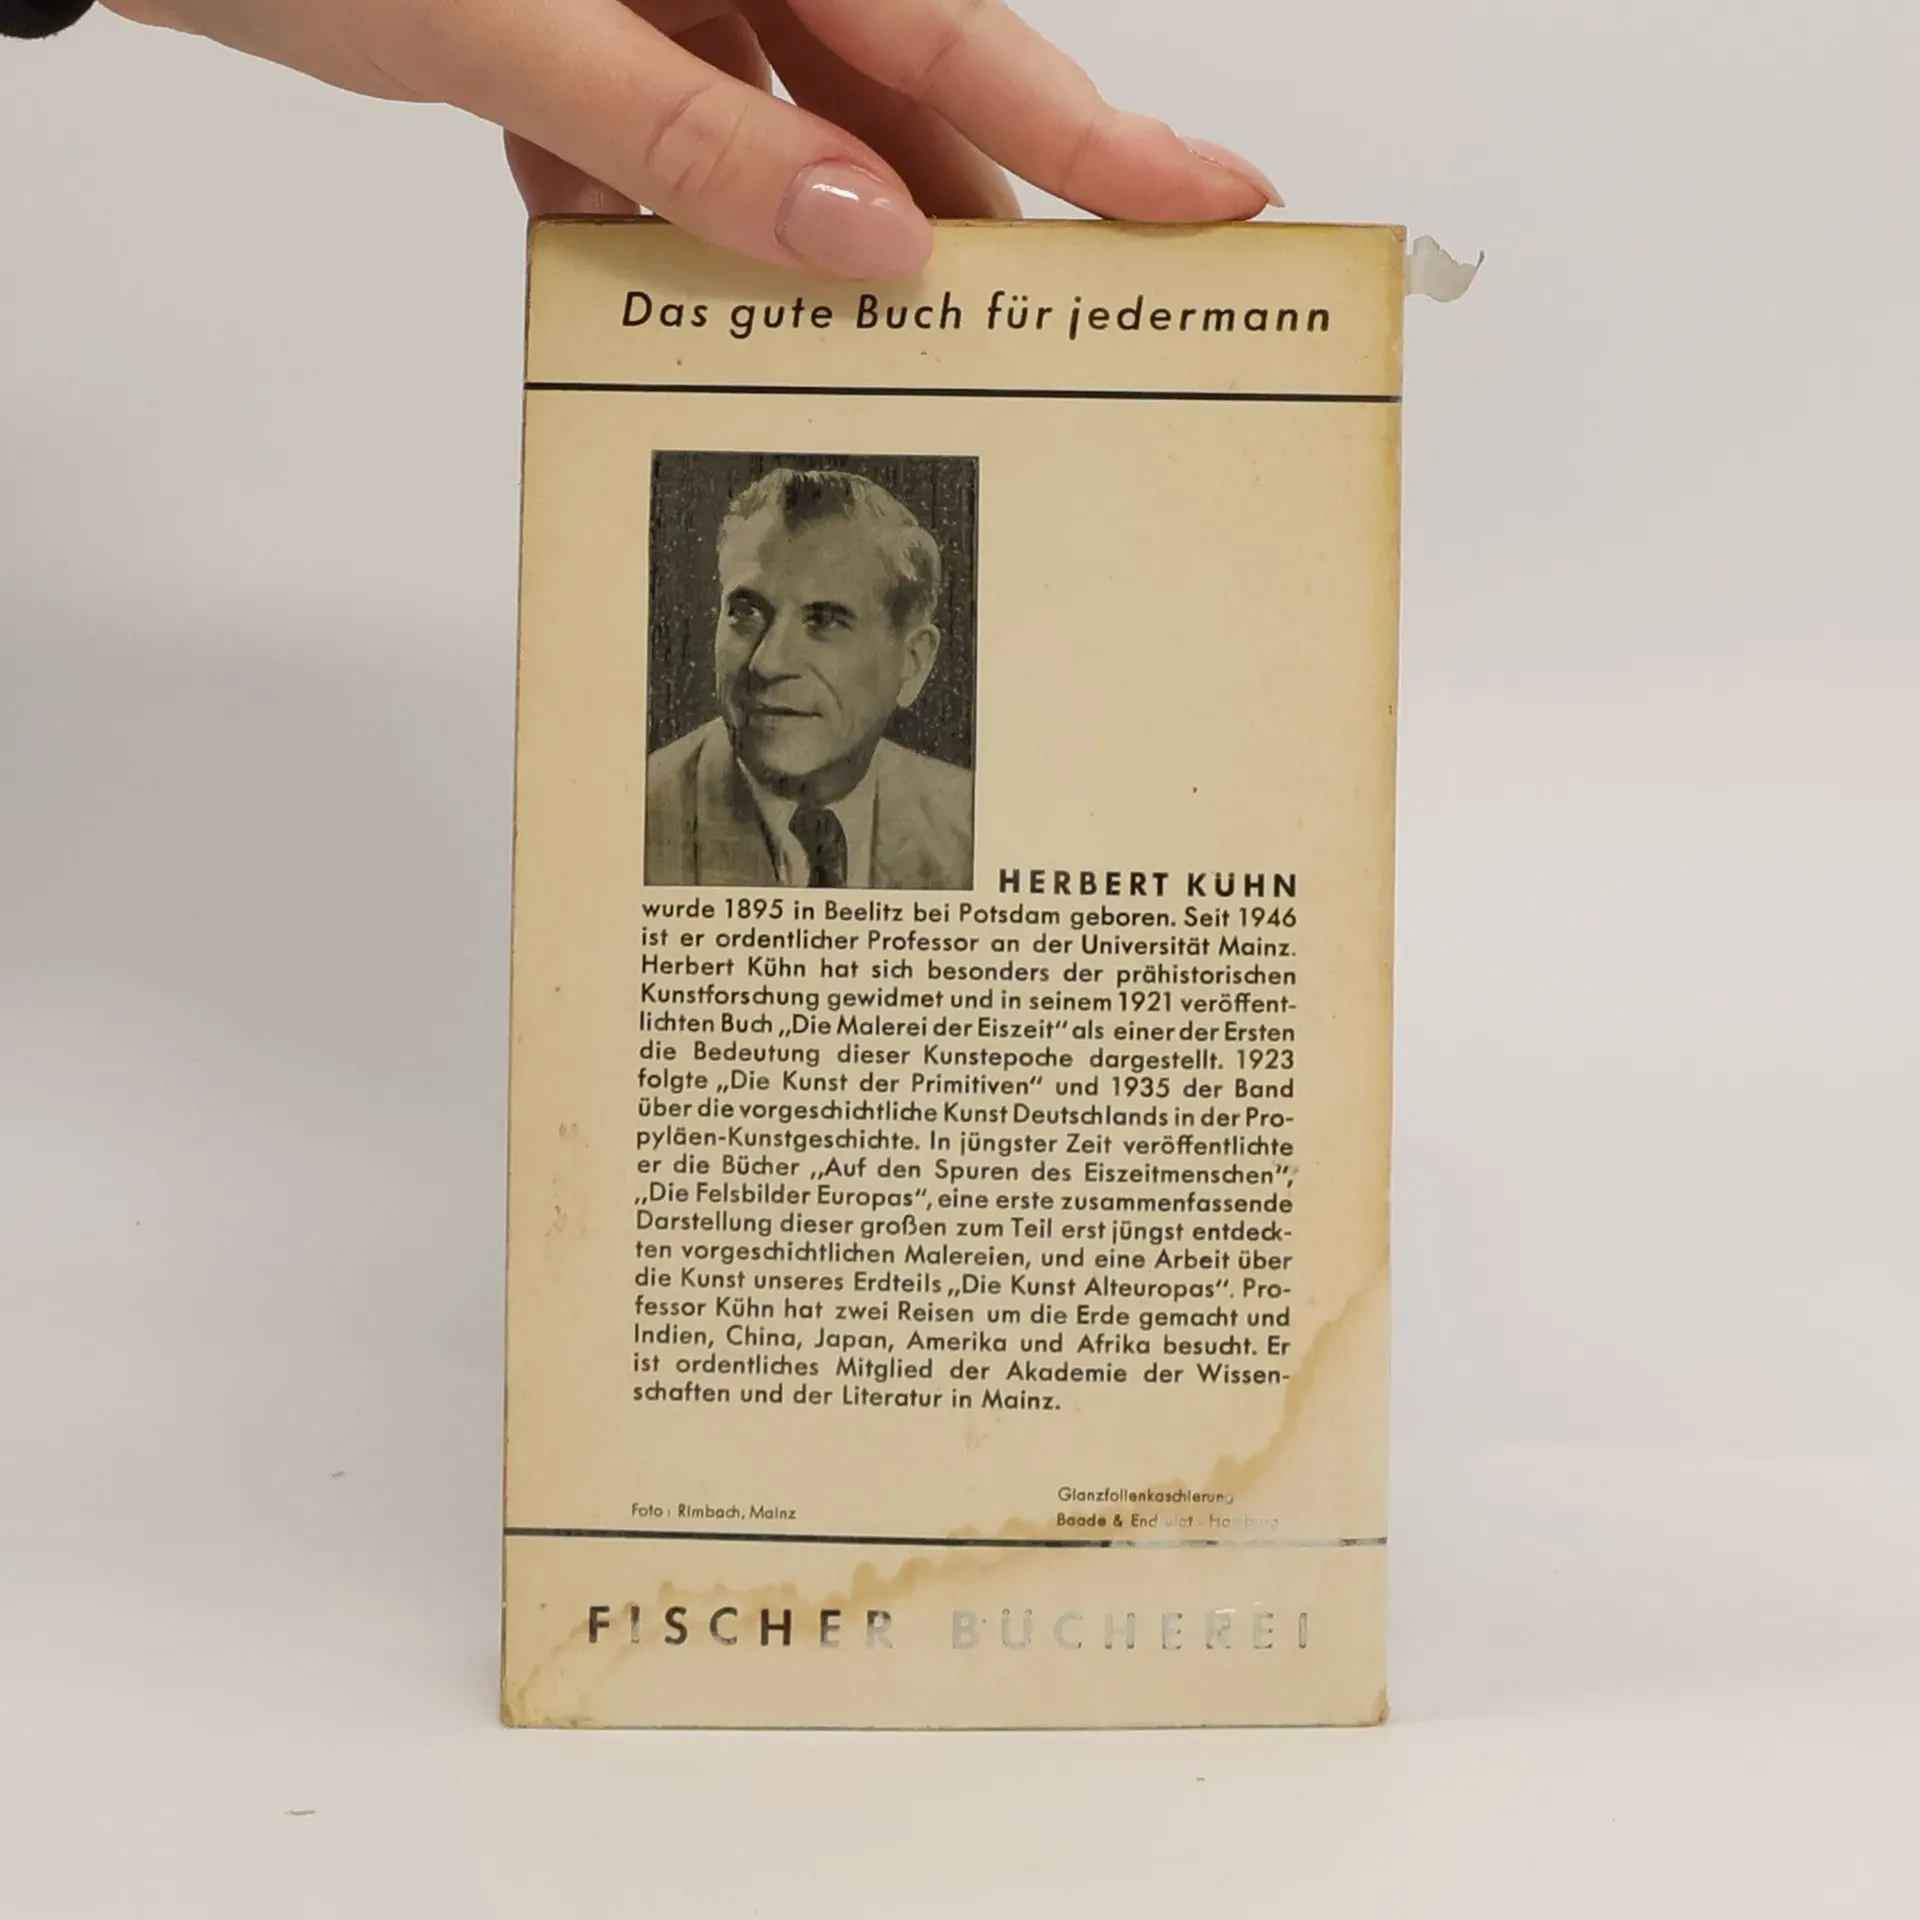 Das gute Buch für jedermann
HERBERT KÜHN
wurde 1895 in Beelitz bei Potsdam geboren. Seit 1946
ist er ordentlicher Professor an der Universität Mainz.
Herbert Kühn hat sich besonders der prähistorischen
Kunstforschung gewidmet und in seinem 1921 veröffent-
lichten Buch „Die Malerei der Eiszeit“ als einer der Ersten
die Bedeutung dieser Kunstepoche dargestellt. 1923
folgte „Die Kunst der Primitiven“ und 1935 der Band
über die vorgeschichtliche Kunst Deutschlands in der Pro-
pyläen-Kunstgeschichte. In jüngster Zeit veröffentlichte
er die Bücher „Auf den Spuren des Eiszeitmenschen“,
„Die Felsbilder Europas“, eine erste zusammenfassende
Darstellung dieser großen zum Teil erst jüngst entdeck-
ten vorgeschichtlichen Malereien, und eine Arbeit über
die Kunst unseres Erdteils „Die Kunst Alteuropas“. Pro-
fessor Kühn hat zwei Reisen um die Erde gemacht und
Indien, China, Japan, Amerika und Afrika besucht. Er
ist ordentliches Mitglied der Akademie der Wissen-
schaften und der Literatur in Mainz.
Foto: Rimbach, Mainz
Glanzfolienkaschierung
Baade & Endrulat · Hamburg
FISCHER BÜCHEREI